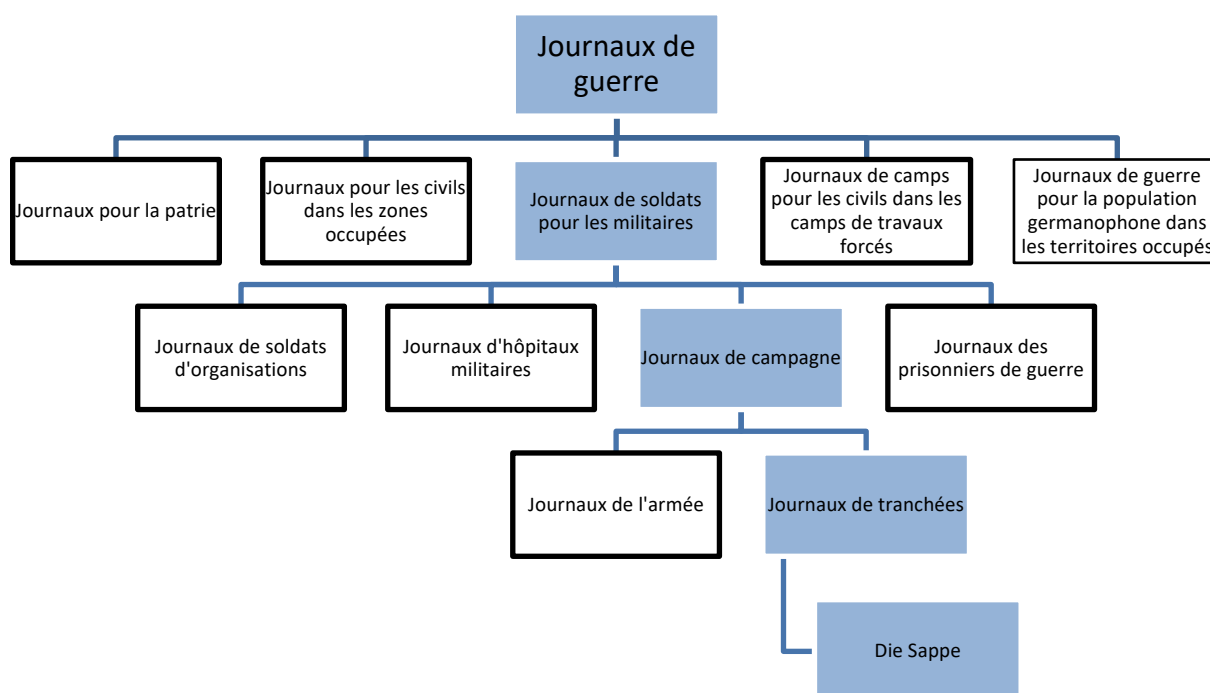 Journaux de
guerre
Journaux pour la patrie
Journaux pour les civils
dans les zones
occupées
Journaux de soldats
pour les militaires
Journaux de camps
pour les civils dans les
camps de travaux
forcés
Journaux de guerre
pour la population
germanophone dans
les territoires occupés
Journaux de soldats
d'organisations
Journaux d'hôpitaux
militaires
Journaux de campagne
Journaux des
prisonniers de guerre
Journaux de l'armée
Journaux de tranchées
Die Sappe